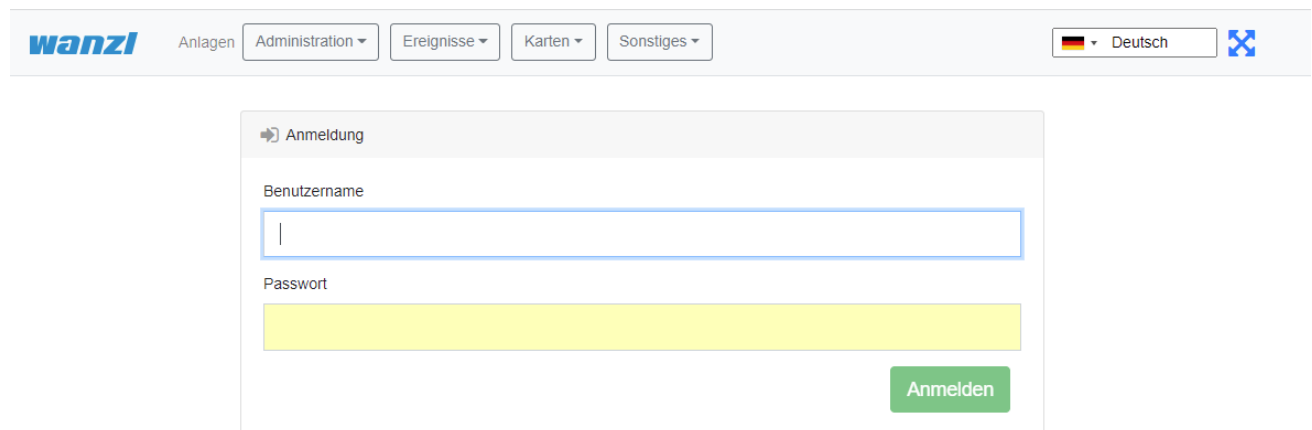 wanzl Anlagen Administration Ereignisse Karten Sonstiges Deutsch
Anmeldung
Benutzername
Passwort
Anmelden